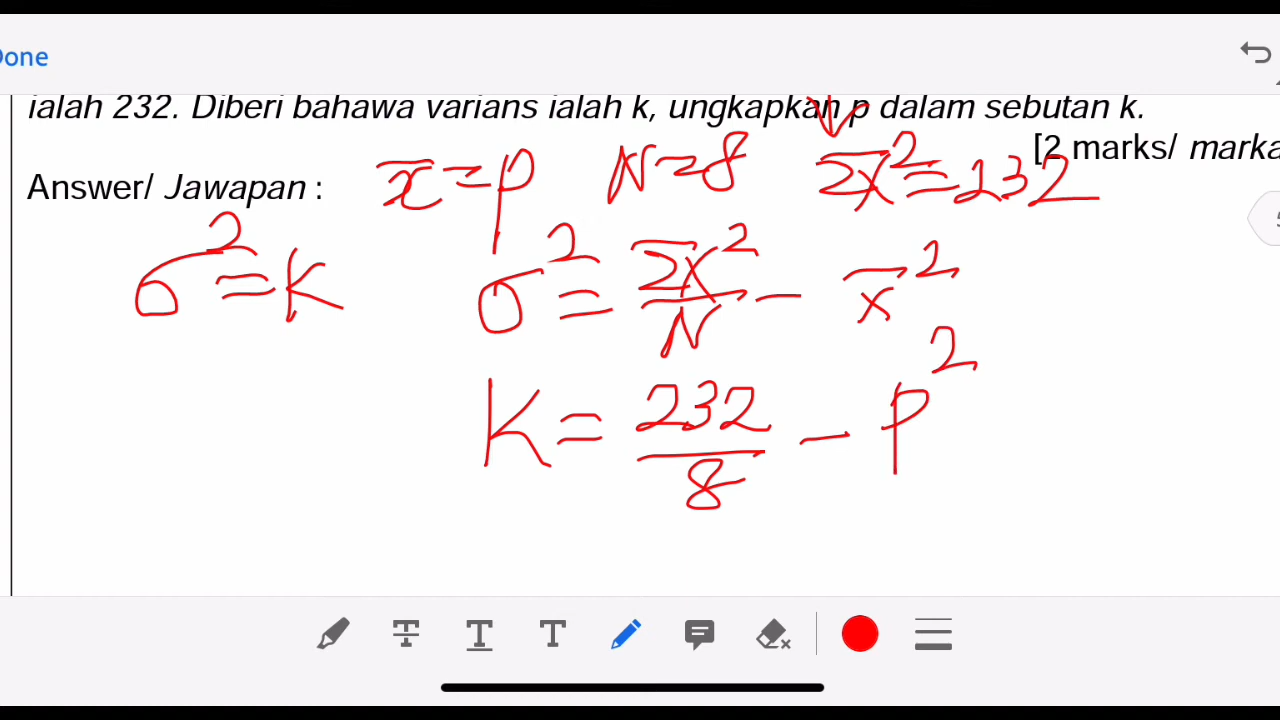 Done
ialah 232. Diberi bahawa varians ialah k, ungkapkan p dalam sebutan k.
[2 marks/ marka
Answer/ Jawapan :
x̄ = p N = 8 Σx² = 232
σ² = k σ² = Σx²/N − x̄²
k = 232/8 − p²
5
T T T